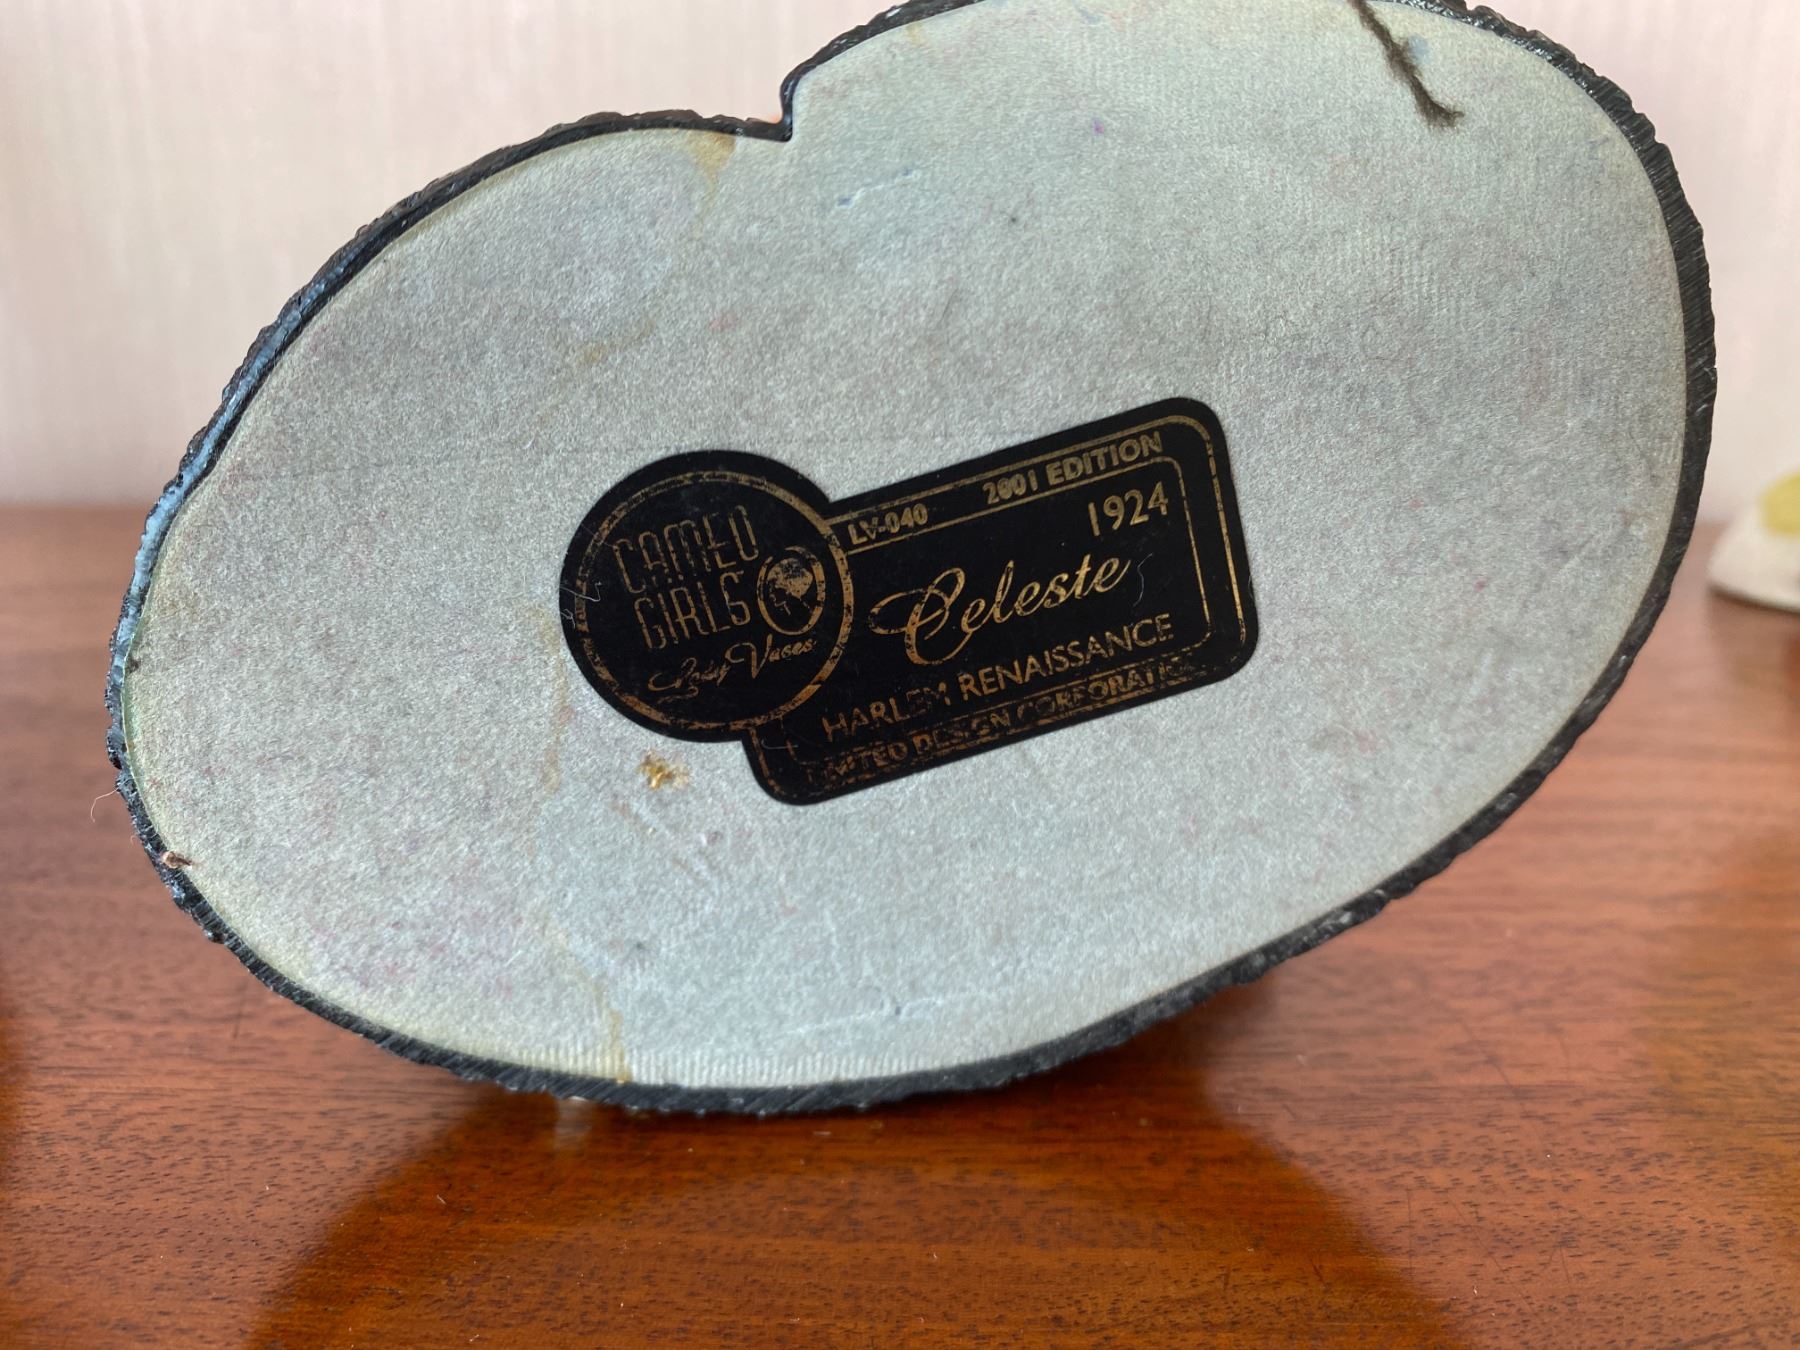 CAMEO
GIRLS
Lady Vases
LV-040
2001 EDITION
1924
Celeste
HARLEM RENAISSANCE
LIMITED DESIGN CORPORATION